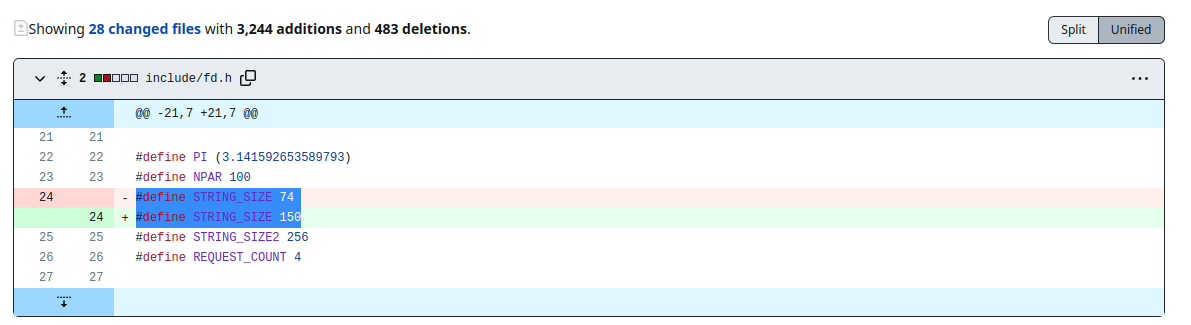 Showing 28 changed files with 3,244 additions and 483 deletions.
Split Unified
2 include/fd.h
@@ -21,7 +21,7 @@
21 21
22 22 #define PI (3.141592653589793)
23 23 #define NPAR 100
24 - #define STRING_SIZE 74
24 + #define STRING_SIZE 150
25 25 #define STRING_SIZE2 256
26 26 #define REQUEST_COUNT 4
27 27